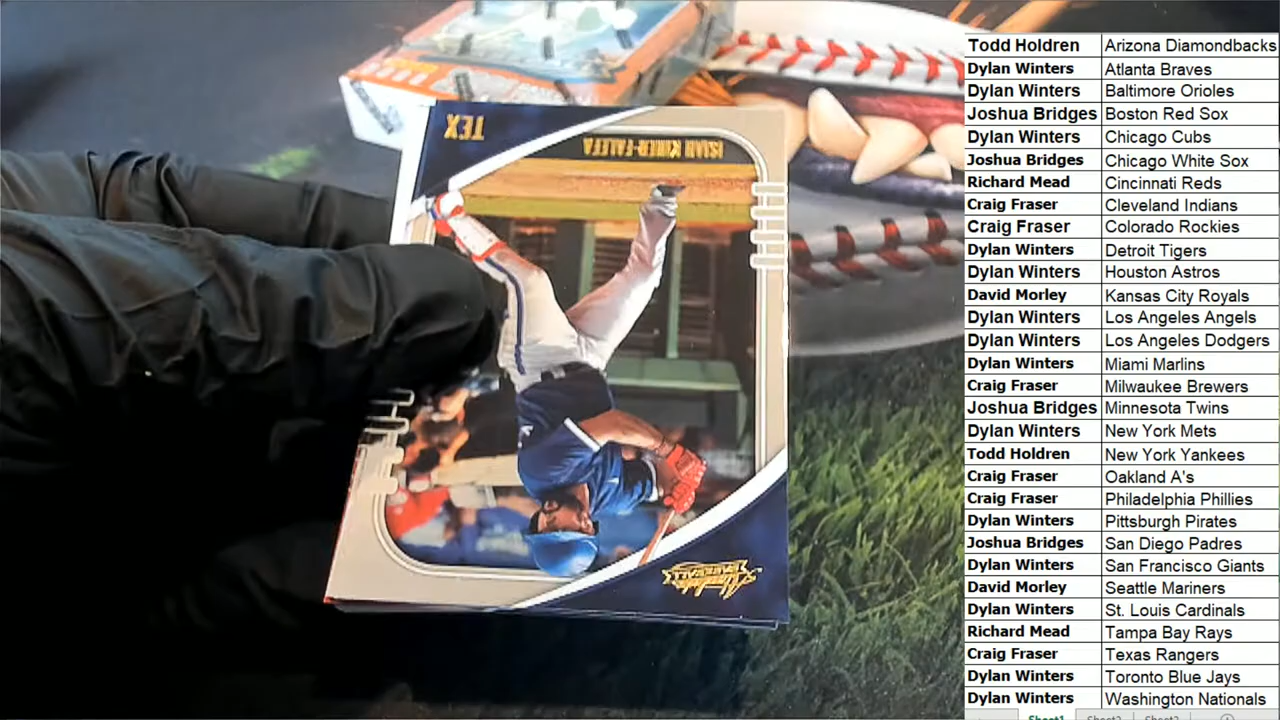 TEX
ISIAH KINER-FALEFA
Absolute
BASEBALL
Todd Holdren Arizona Diamondbacks
Dylan Winters Atlanta Braves
Dylan Winters Baltimore Orioles
Joshua Bridges Boston Red Sox
Dylan Winters Chicago Cubs
Joshua Bridges Chicago White Sox
Richard Mead Cincinnati Reds
Craig Fraser Cleveland Indians
Craig Fraser Colorado Rockies
Dylan Winters Detroit Tigers
Dylan Winters Houston Astros
David Morley Kansas City Royals
Dylan Winters Los Angeles Angels
Dylan Winters Los Angeles Dodgers
Dylan Winters Miami Marlins
Craig Fraser Milwaukee Brewers
Joshua Bridges Minnesota Twins
Dylan Winters New York Mets
Todd Holdren New York Yankees
Craig Fraser Oakland A's
Craig Fraser Philadelphia Phillies
Dylan Winters Pittsburgh Pirates
Joshua Bridges San Diego Padres
Dylan Winters San Francisco Giants
David Morley Seattle Mariners
Dylan Winters St. Louis Cardinals
Richard Mead Tampa Bay Rays
Craig Fraser Texas Rangers
Dylan Winters Toronto Blue Jays
Dylan Winters Washington Nationals
Sheet1 Sheet2 Sheet3